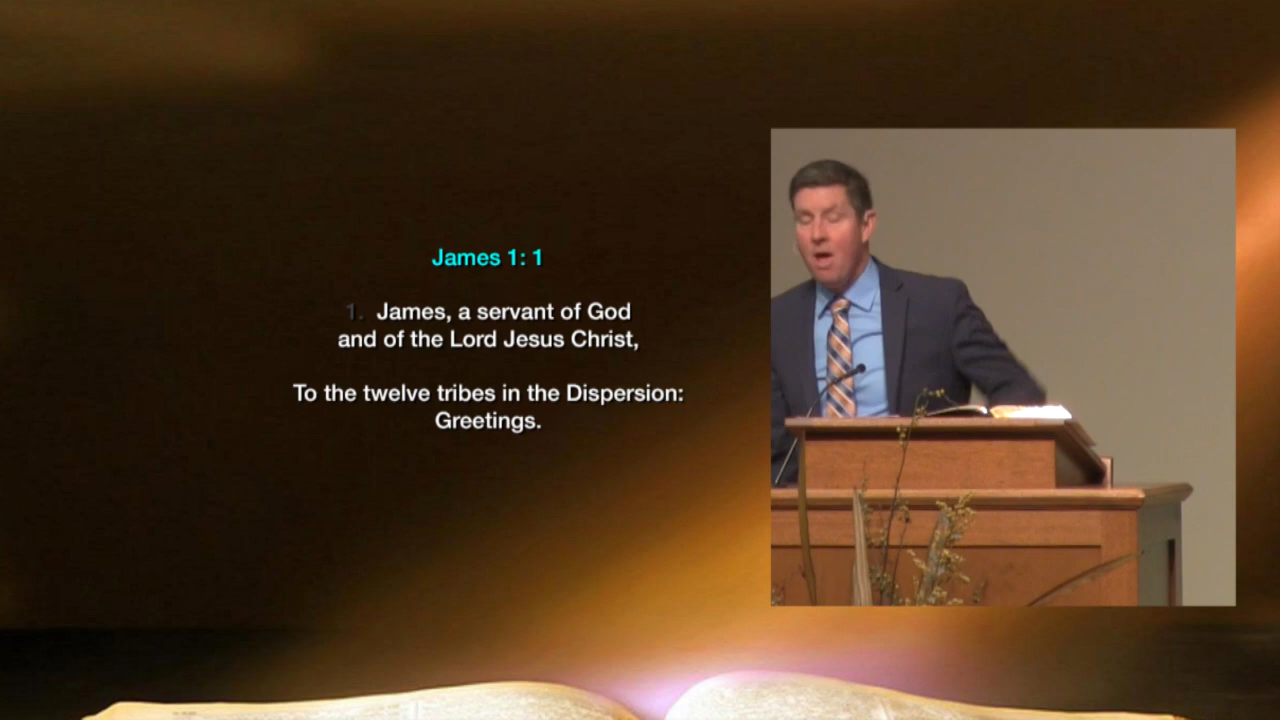 James 1: 1
1. James, a servant of God
and of the Lord Jesus Christ,
To the twelve tribes in the Dispersion:
Greetings.